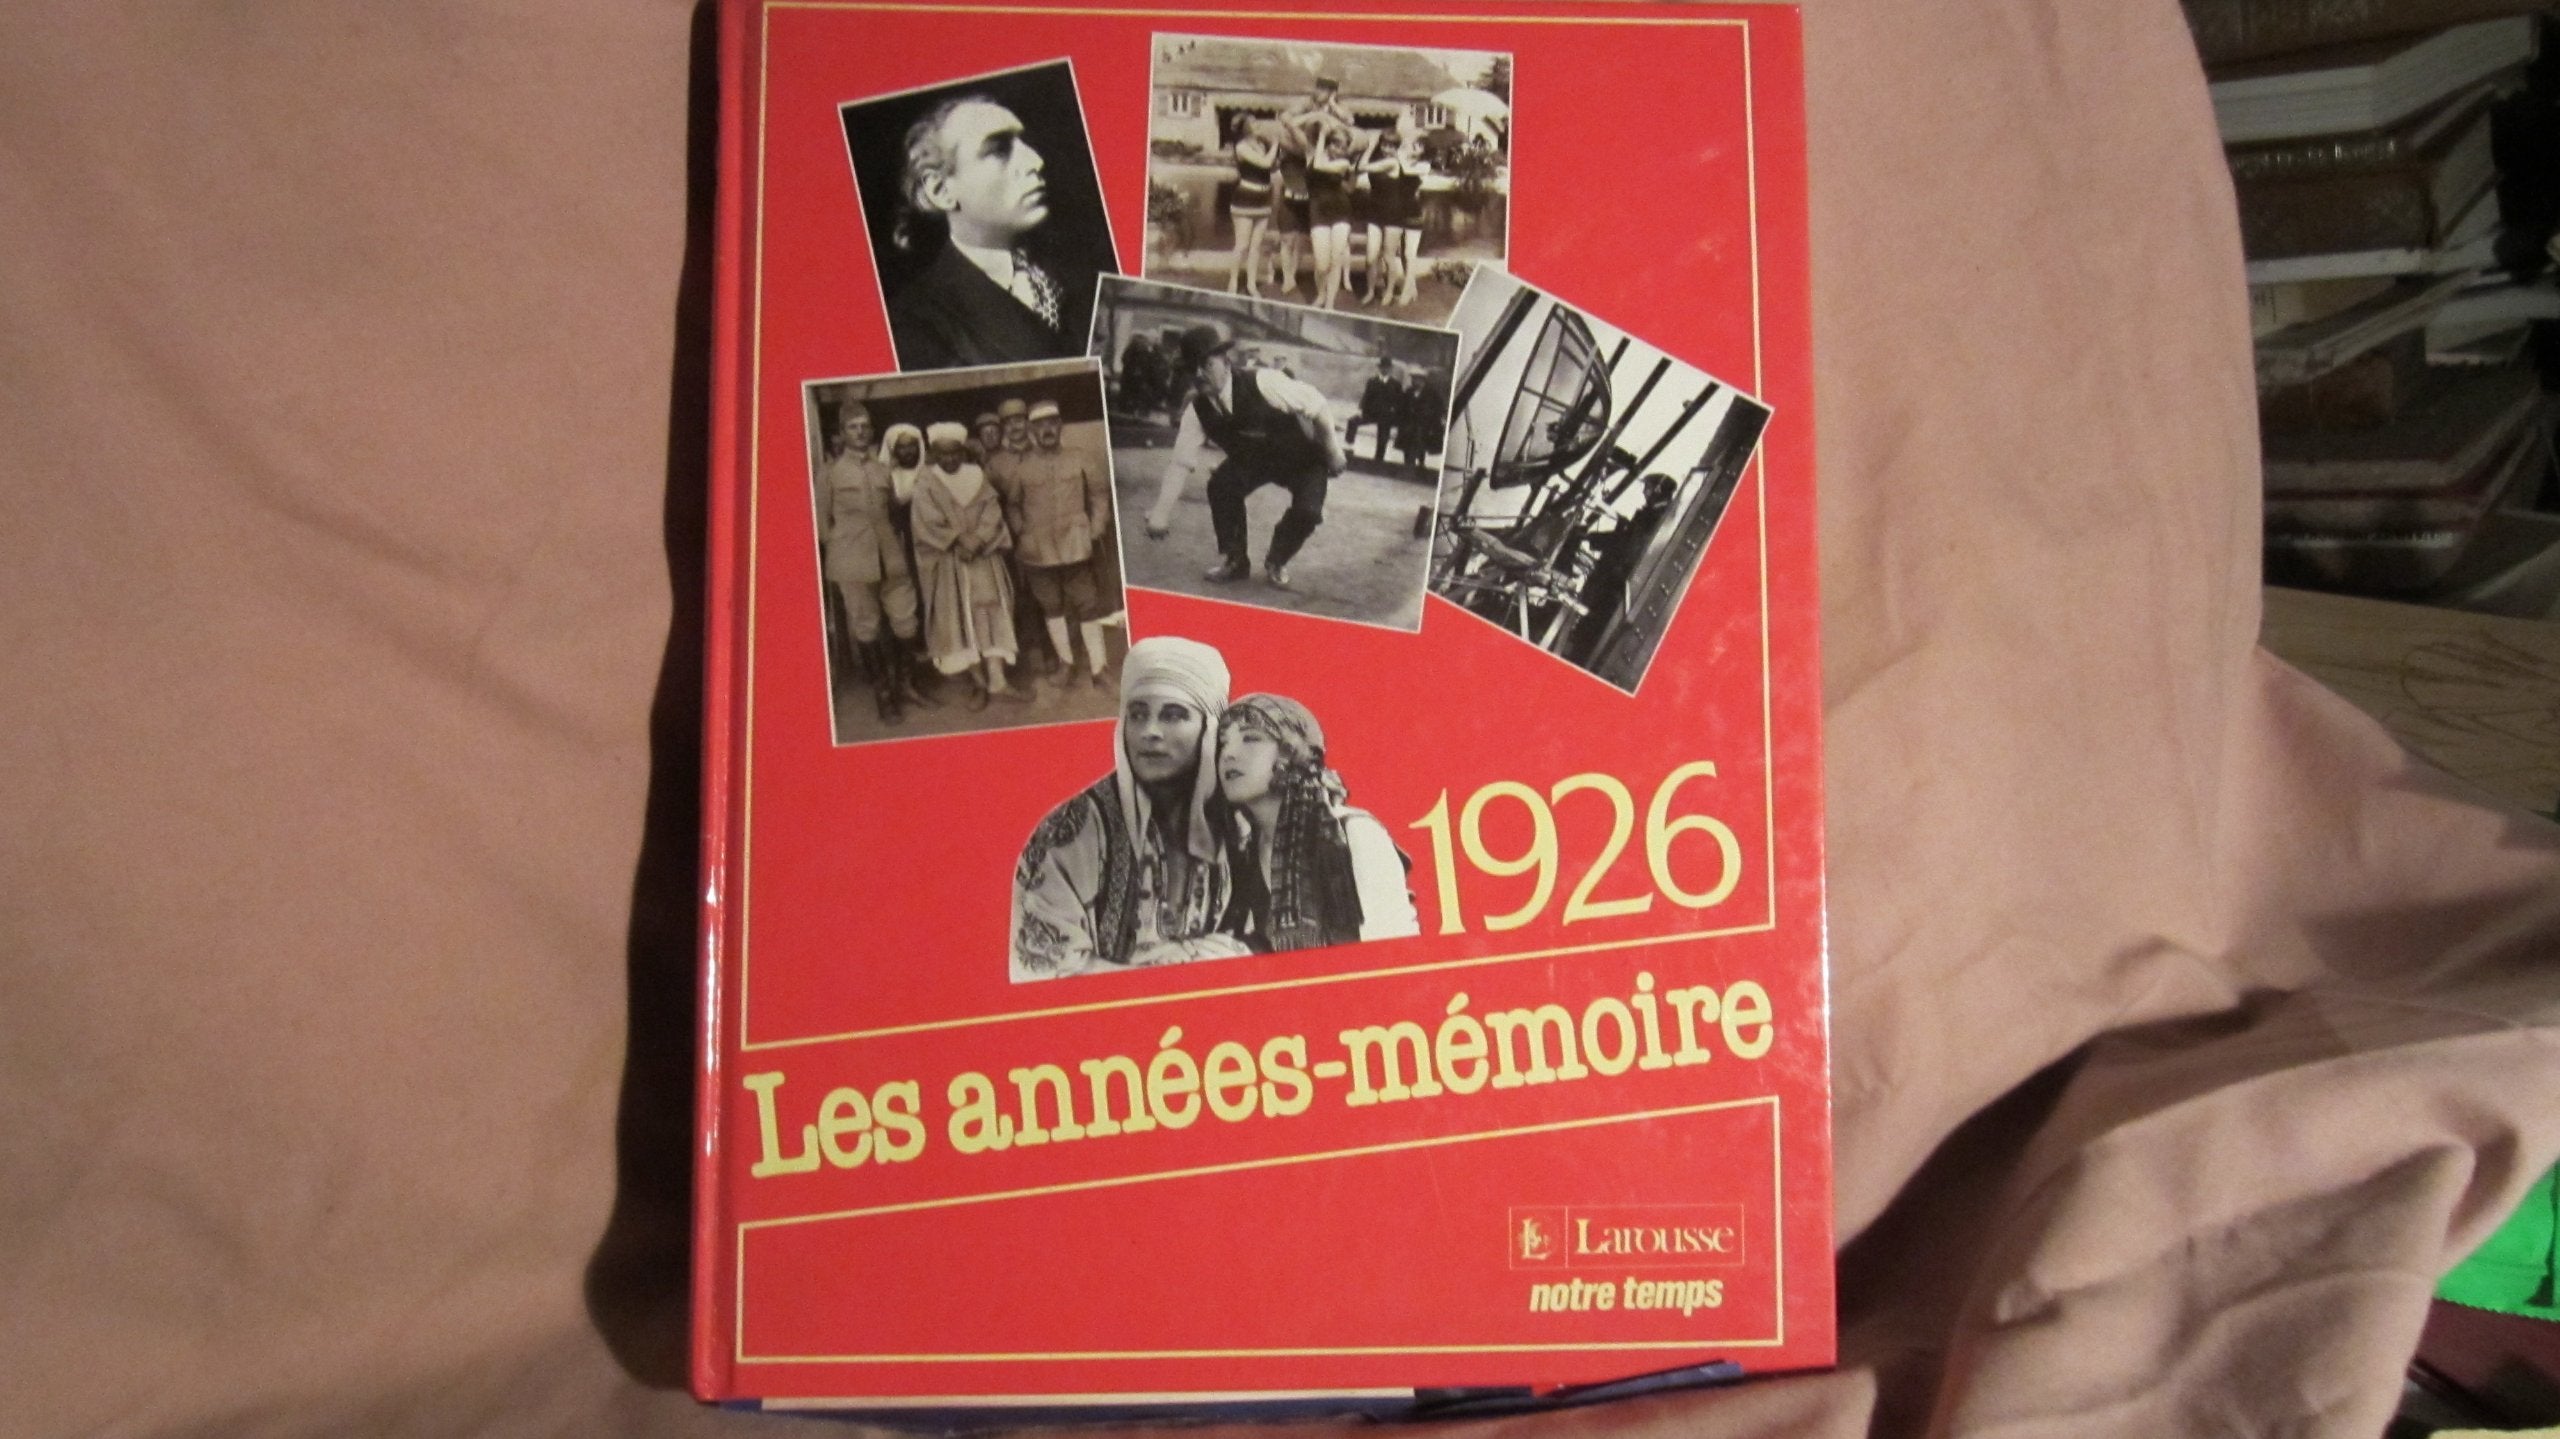 1926
Les années-mémoire
Larousse
notre temps